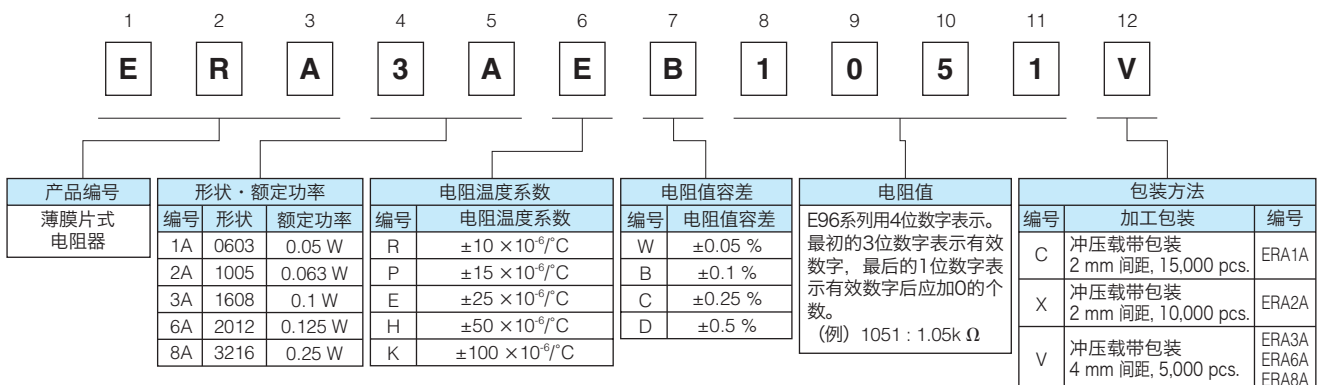 1 2 3 4 5 6 7 8 9 10 11 12
E R A 3 A E B 1 0 5 1 V
产品编号
薄膜片式
电阻器
形状・额定功率
编号 形状 额定功率
1A 0603 0.05 W
2A 1005 0.063 W
3A 1608 0.1 W
6A 2012 0.125 W
8A 3216 0.25 W
电阻温度系数
编号 电阻温度系数
R ±10 ×10⁻⁶/°C
P ±15 ×10⁻⁶/°C
E ±25 ×10⁻⁶/°C
H ±50 ×10⁻⁶/°C
K ±100 ×10⁻⁶/°C
电阻值容差
编号 电阻值容差
W ±0.05 %
B ±0.1 %
C ±0.25 %
D ±0.5 %
电阻值
E96系列用4位数字表示。
最初的3位数字表示有效
数字，最后的1位数字表
示有效数字后应加0的个
数。
（例）1051 : 1.05k Ω
包装方法
编号 加工包装 编号
C 冲压载带包装
2 mm 间距, 15,000 pcs. ERA1A
X 冲压载带包装
2 mm 间距, 10,000 pcs. ERA2A
V 冲压载带包装
4 mm 间距, 5,000 pcs.
ERA3A
ERA6A
ERA8A